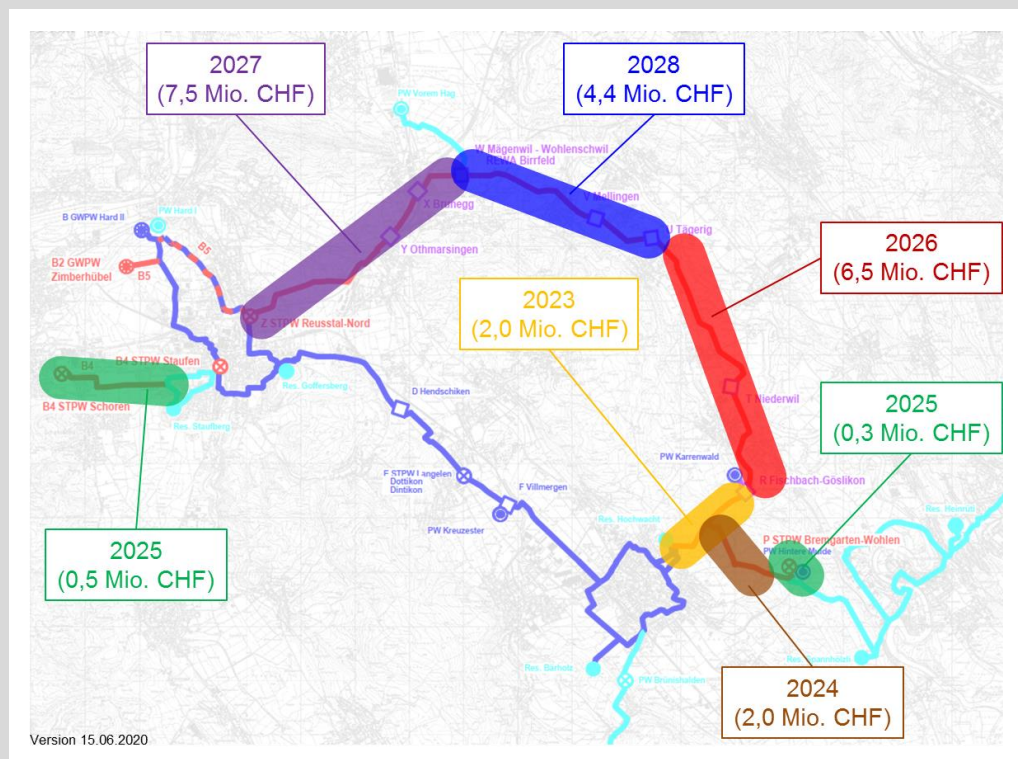 2027
(7,5 Mio. CHF)
2028
(4,4 Mio. CHF)
PW Vorem Hag
W Mägenwil - Wohlenschwil
REWA Birrfeld
X Brunegg
V Mellingen
U Tägerig
Y Othmarsingen
PW Hard I
B GWPW Hard II
B5
B2 GWPW
Zimberhübel
B5
2026
(6,5 Mio. CHF)
2023
(2,0 Mio. CHF)
Z STPW Reusstal-Nord
B4 STPW Staufen
B4
B4 STPW Schoren
Res. Staufberg
Res. Goffersberg
D Hendschiken
T Niederwil
2025
(0,3 Mio. CHF)
PW Karrenwald
R Fischbach-Göslikon
E STPW Langelen
Dottikon
Dintikon
F Villmergen
PW Kreuzester
Res. Hochwacht
Res. Heinrüti
P STPW Bremgarten-Wohlen
PW Hintere Mulde
2025
(0,5 Mio. CHF)
Res. Bärholz
PW Brünnshalden
2024
(2,0 Mio. CHF)
Version 15.06.2020